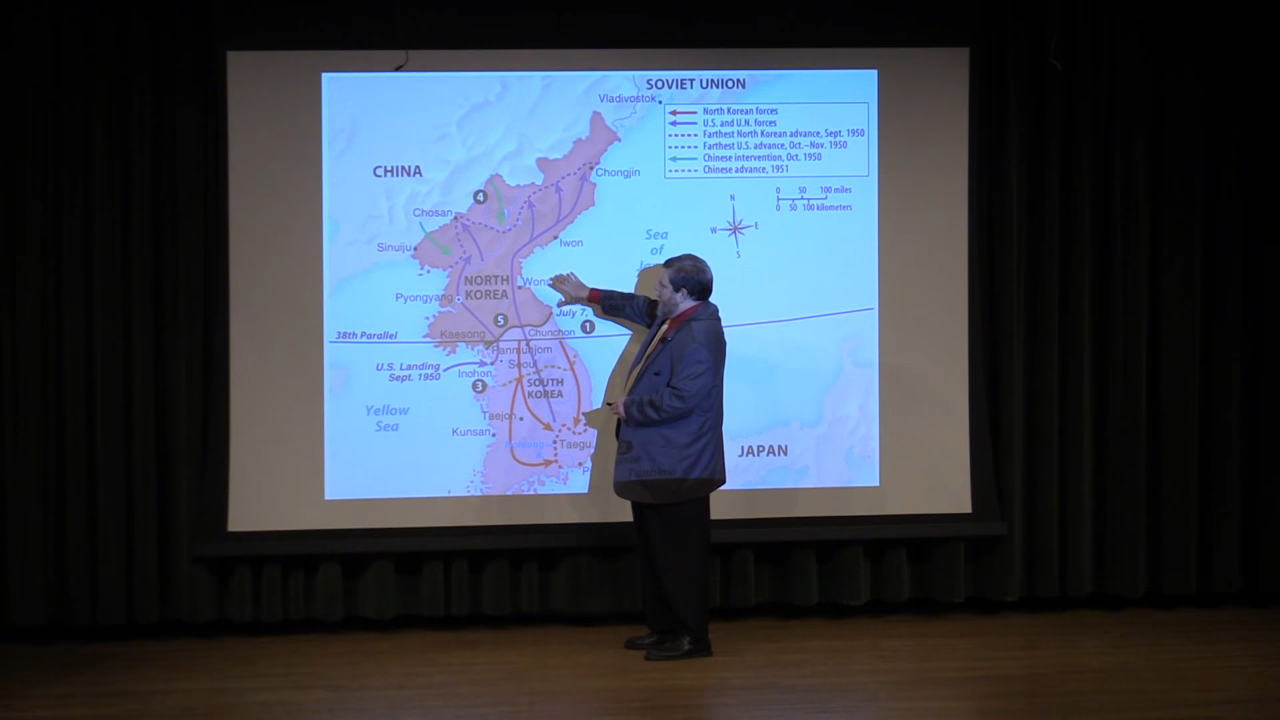 SOVIET UNION
Vladivostok
North Korean forces
U.S. and U.N. forces
Farthest North Korean advance, Sept. 1950
Farthest U.S. advance, Oct.–Nov. 1950
Chinese intervention, Oct. 1950
Chinese advance, 1951
CHINA
Chongjin
4
0 50 100 miles
0 50 100 kilometers
N
W E
S
Chosan
Sinuiju
Iwon
Sea
of
NORTH
KOREA
Wons
Pyongyang
July 7,
5
1
38th Parallel
Kaesong
Chunchon
Panmunjom
Seoul
U.S. Landing
Sept. 1950
Inohon
3
SOUTH
KOREA
Yellow
Sea
Taejon
Kunsan
Taegu
P
JAPAN